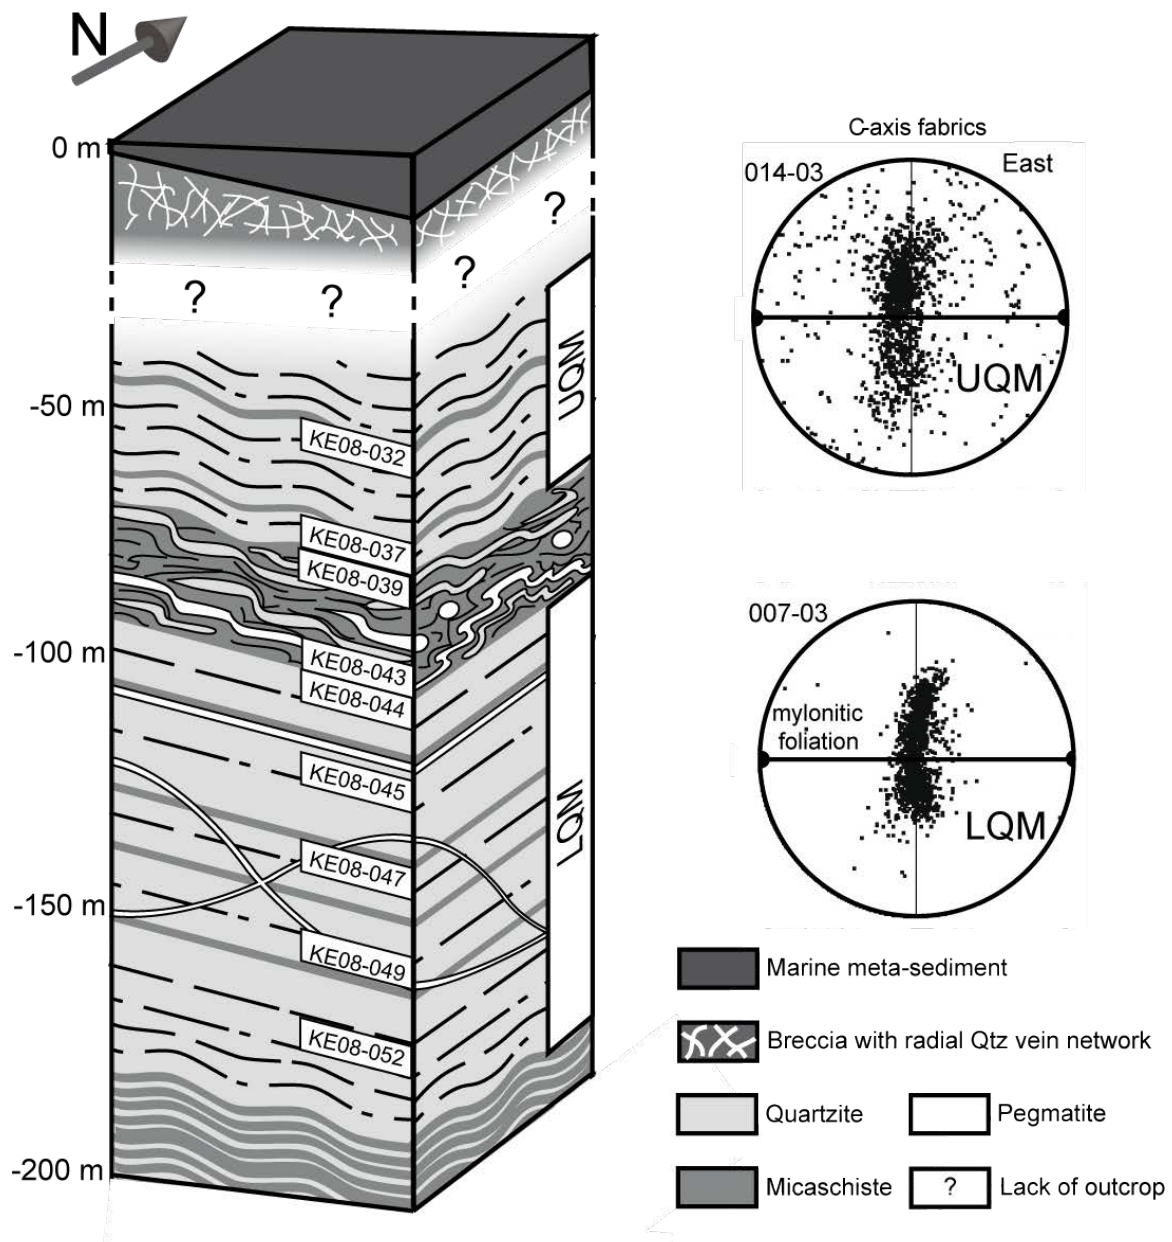 N
0 m
-50 m
-100 m
-150 m
-200 m
?
?
?
?
UQM
LQM
KE08-032
KE08-037
KE08-039
KE08-043
KE08-044
KE08-045
KE08-047
KE08-049
KE08-052
C-axis fabrics
014-03
East
UQM
007-03
mylonitic
foliation
LQM
Marine meta-sediment
Breccia with radial Qtz vein network
Quartzite
Pegmatite
Micaschiste
?
Lack of outcrop